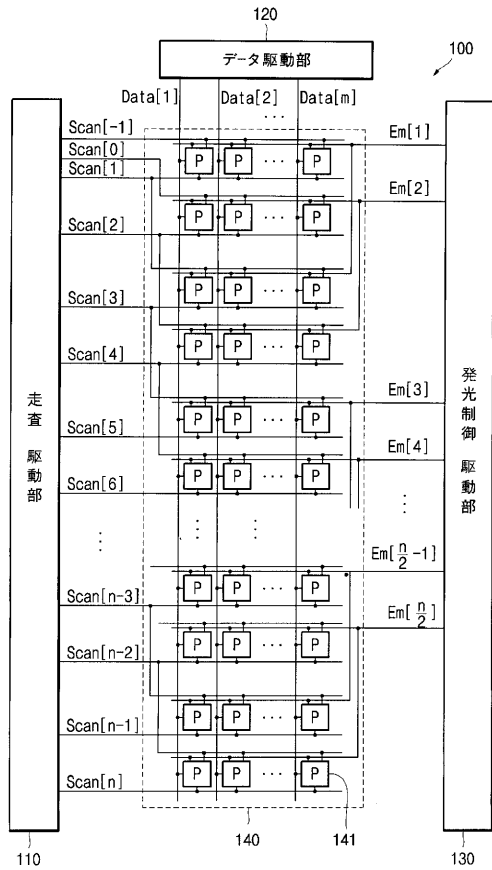 120
データ駆動部
100
Data[1] Data[2] Data[m]
...
Scan[-1]
Em[1]
Scan[0]
P P ... P
Scan[1]
Em[2]
P P ... P
Scan[2]
P P ... P
Scan[3]
P P ... P
Scan[4]
Em[3]
P P ... P
Scan[5]
Em[4]
P P ... P
Scan[6]
走査 駆動部
発光制御 駆動部
Em[n/2-1]
P P ... P
Scan[n-3]
Em[n/2]
P P ... P
Scan[n-2]
P P ... P
Scan[n-1]
P P ... P
Scan[n]
110
140
141
130